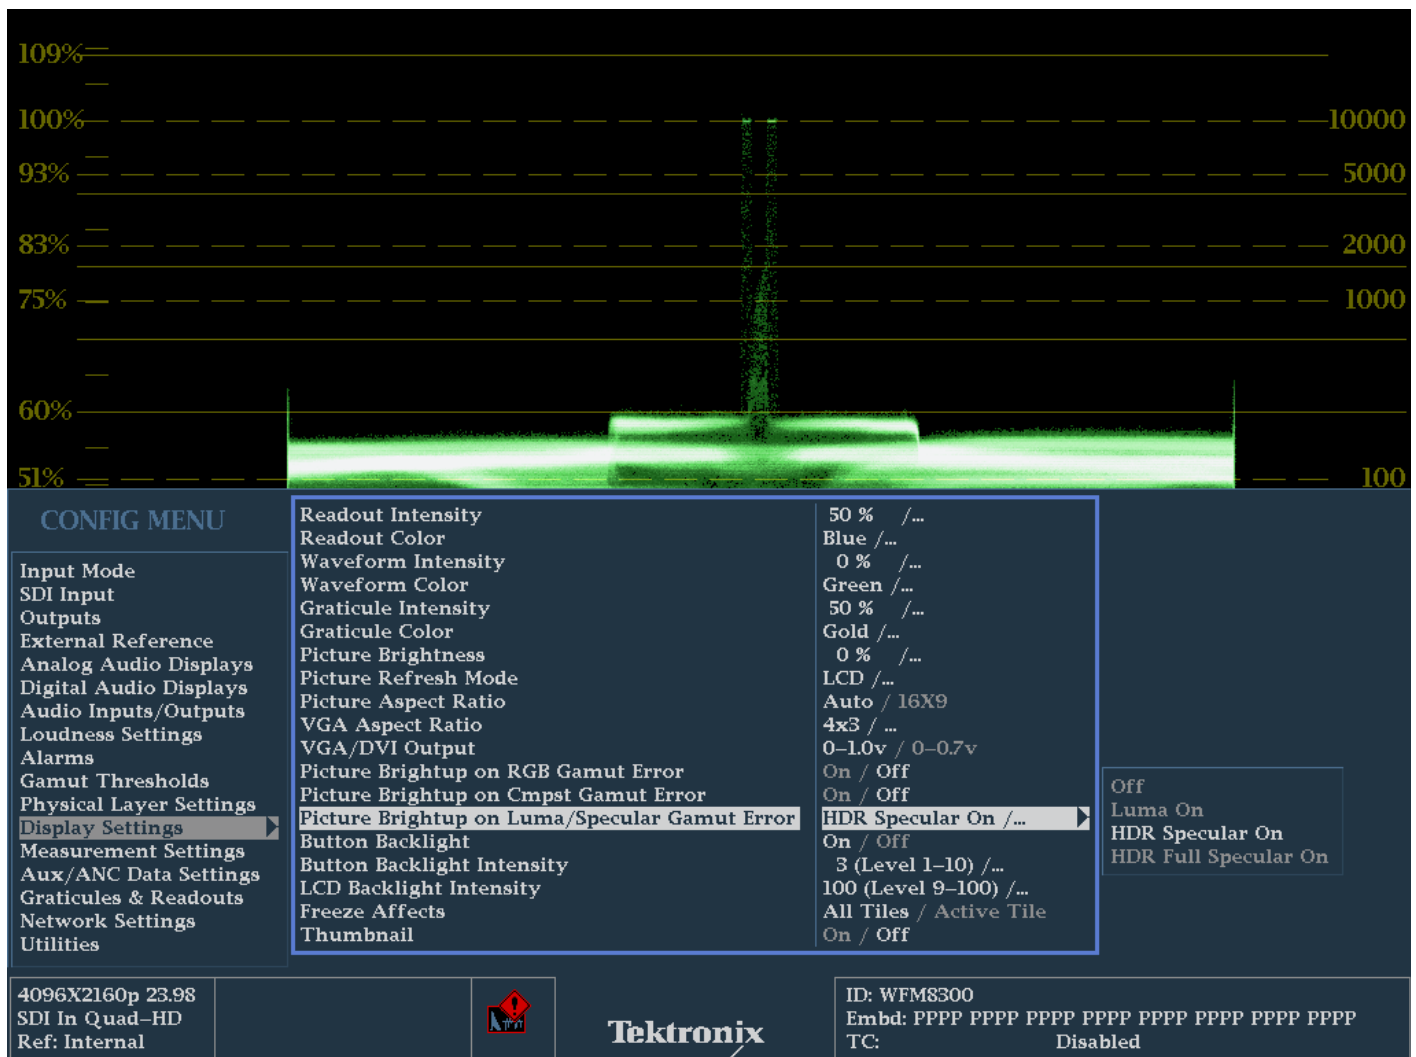 109%
100% 10000
93% 5000
83% 2000
75% 1000
60%
51% 100
CONFIG MENU
Input Mode
SDI Input
Outputs
External Reference
Analog Audio Displays
Digital Audio Displays
Audio Inputs/Outputs
Loudness Settings
Alarms
Gamut Thresholds
Physical Layer Settings
Display Settings
Measurement Settings
Aux/ANC Data Settings
Graticules & Readouts
Network Settings
Utilities
Readout Intensity 50 % /...
Readout Color Blue /...
Waveform Intensity 0 % /...
Waveform Color Green /...
Graticule Intensity 50 % /...
Graticule Color Gold /...
Picture Brightness 0 % /...
Picture Refresh Mode LCD /...
Picture Aspect Ratio Auto / 16X9
VGA Aspect Ratio 4x3 / ...
VGA/DVI Output 0–1.0v / 0–0.7v
Picture Brightup on RGB Gamut Error On / Off
Picture Brightup on Cmpst Gamut Error On / Off
Picture Brightup on Luma/Specular Gamut Error HDR Specular On /...
Button Backlight On / Off
Button Backlight Intensity 3 (Level 1–10) /...
LCD Backlight Intensity 100 (Level 9–100) /...
Freeze Affects All Tiles / Active Tile
Thumbnail On / Off
Off
Luma On
HDR Specular On
HDR Full Specular On
4096X2160p 23.98
SDI In Quad–HD
Ref: Internal
Tektronix
ID: WFM8300
Embd: PPPP PPPP PPPP PPPP PPPP PPPP PPPP PPPP
TC: Disabled